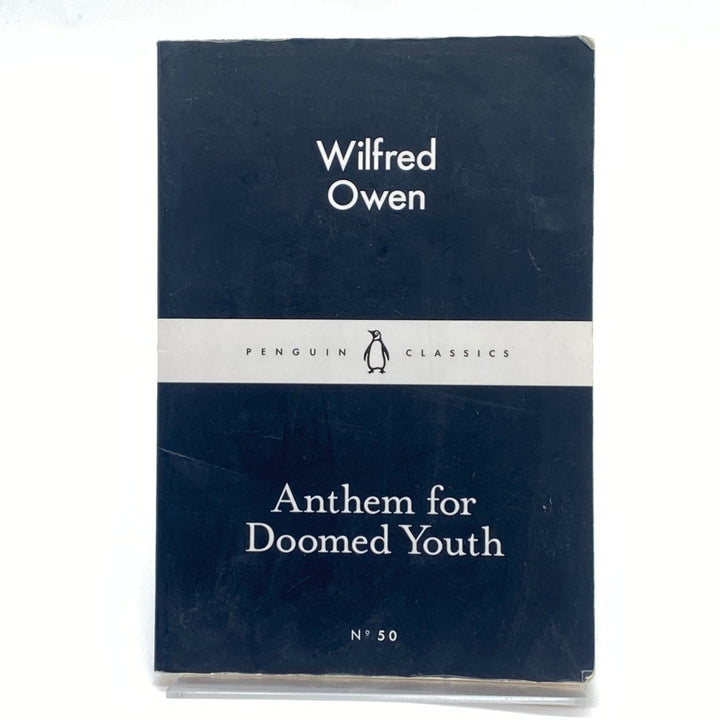 Wilfred
Owen
PENGUIN CLASSICS
Anthem for
Doomed Youth
Nº 50